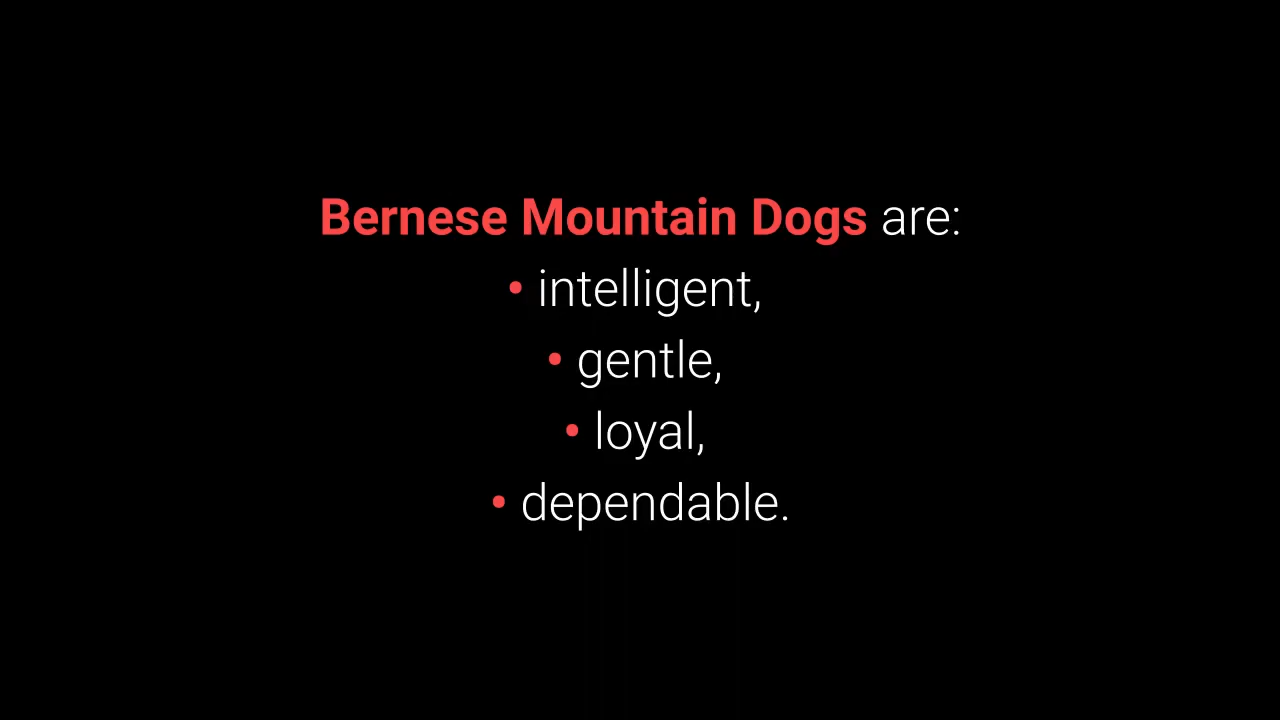 Bernese Mountain Dogs are:
• intelligent,
• gentle,
• loyal,
• dependable.